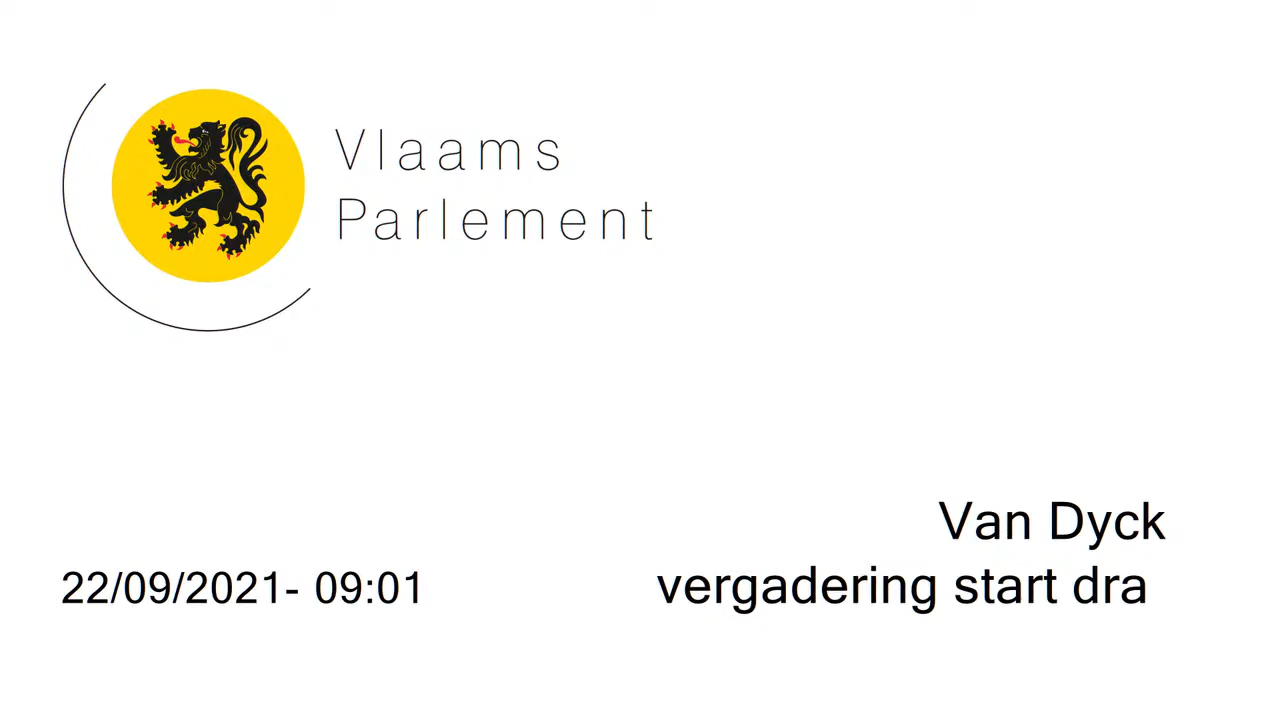 Vlaams
Parlement
Van Dyck
22/09/2021- 09:01
vergadering start dra